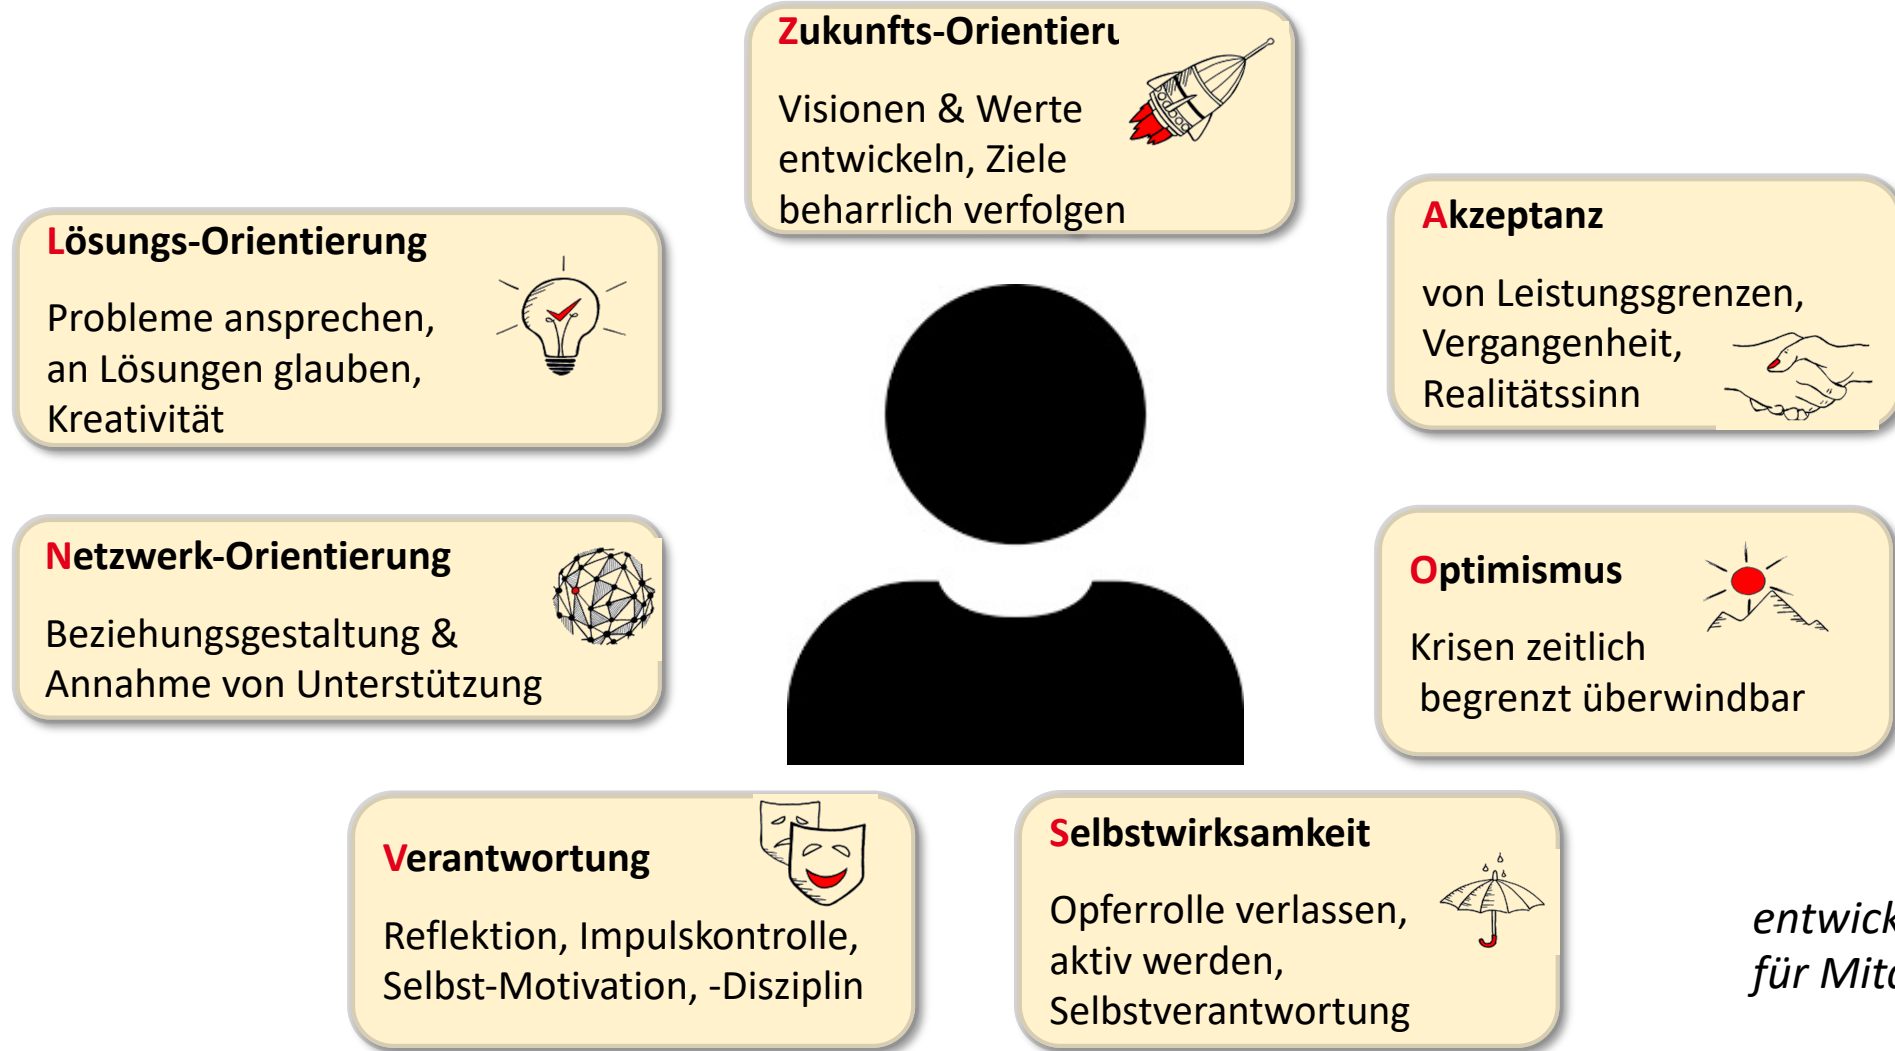 Zukunfts-Orientieru
Visionen & Werte
entwickeln, Ziele
beharrlich verfolgen
Lösungs-Orientierung
Probleme ansprechen,
an Lösungen glauben,
Kreativität
Akzeptanz
von Leistungsgrenzen,
Vergangenheit,
Realitätssinn
Netzwerk-Orientierung
Beziehungsgestaltung &
Annahme von Unterstützung
Optimismus
Krisen zeitlich
begrenzt überwindbar
Verantwortung
Reflektion, Impulskontrolle,
Selbst-Motivation, -Disziplin
Selbstwirksamkeit
Opferrolle verlassen,
aktiv werden,
Selbstverantwortung
entwick
für